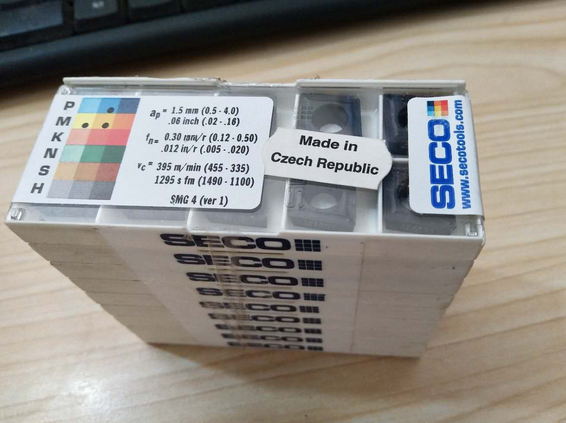 P
M
K
N
S
H
ap = 1.5 mm (0.5 - 4.0)
.06 inch (.02 - .16)
fn = 0.30 mm/r (0.12 - 0.50)
.012 in/r (.005 - .020)
vc = 395 m/min (455 - 335)
1295 s fm (1490 - 1100)
SMG 4 (ver 1)
Made in
Czech Republic
SECO
www.secotools.com
SECO
SECO
SECO
SECO
SECO
SECO
SECO
SECO